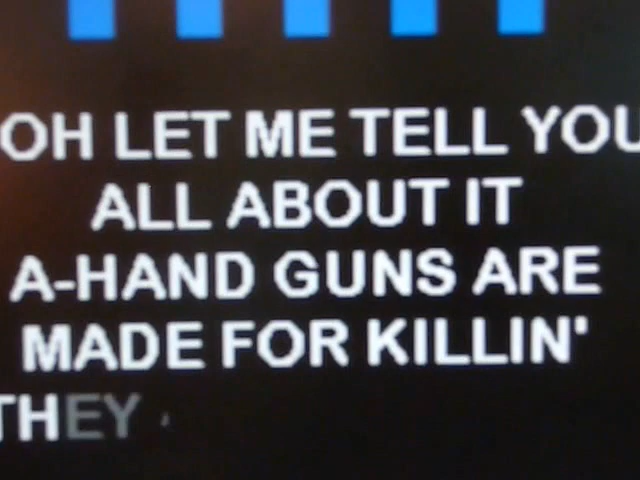 OH LET ME TELL YOU
ALL ABOUT IT
A-HAND GUNS ARE
MADE FOR KILLIN'
THEY